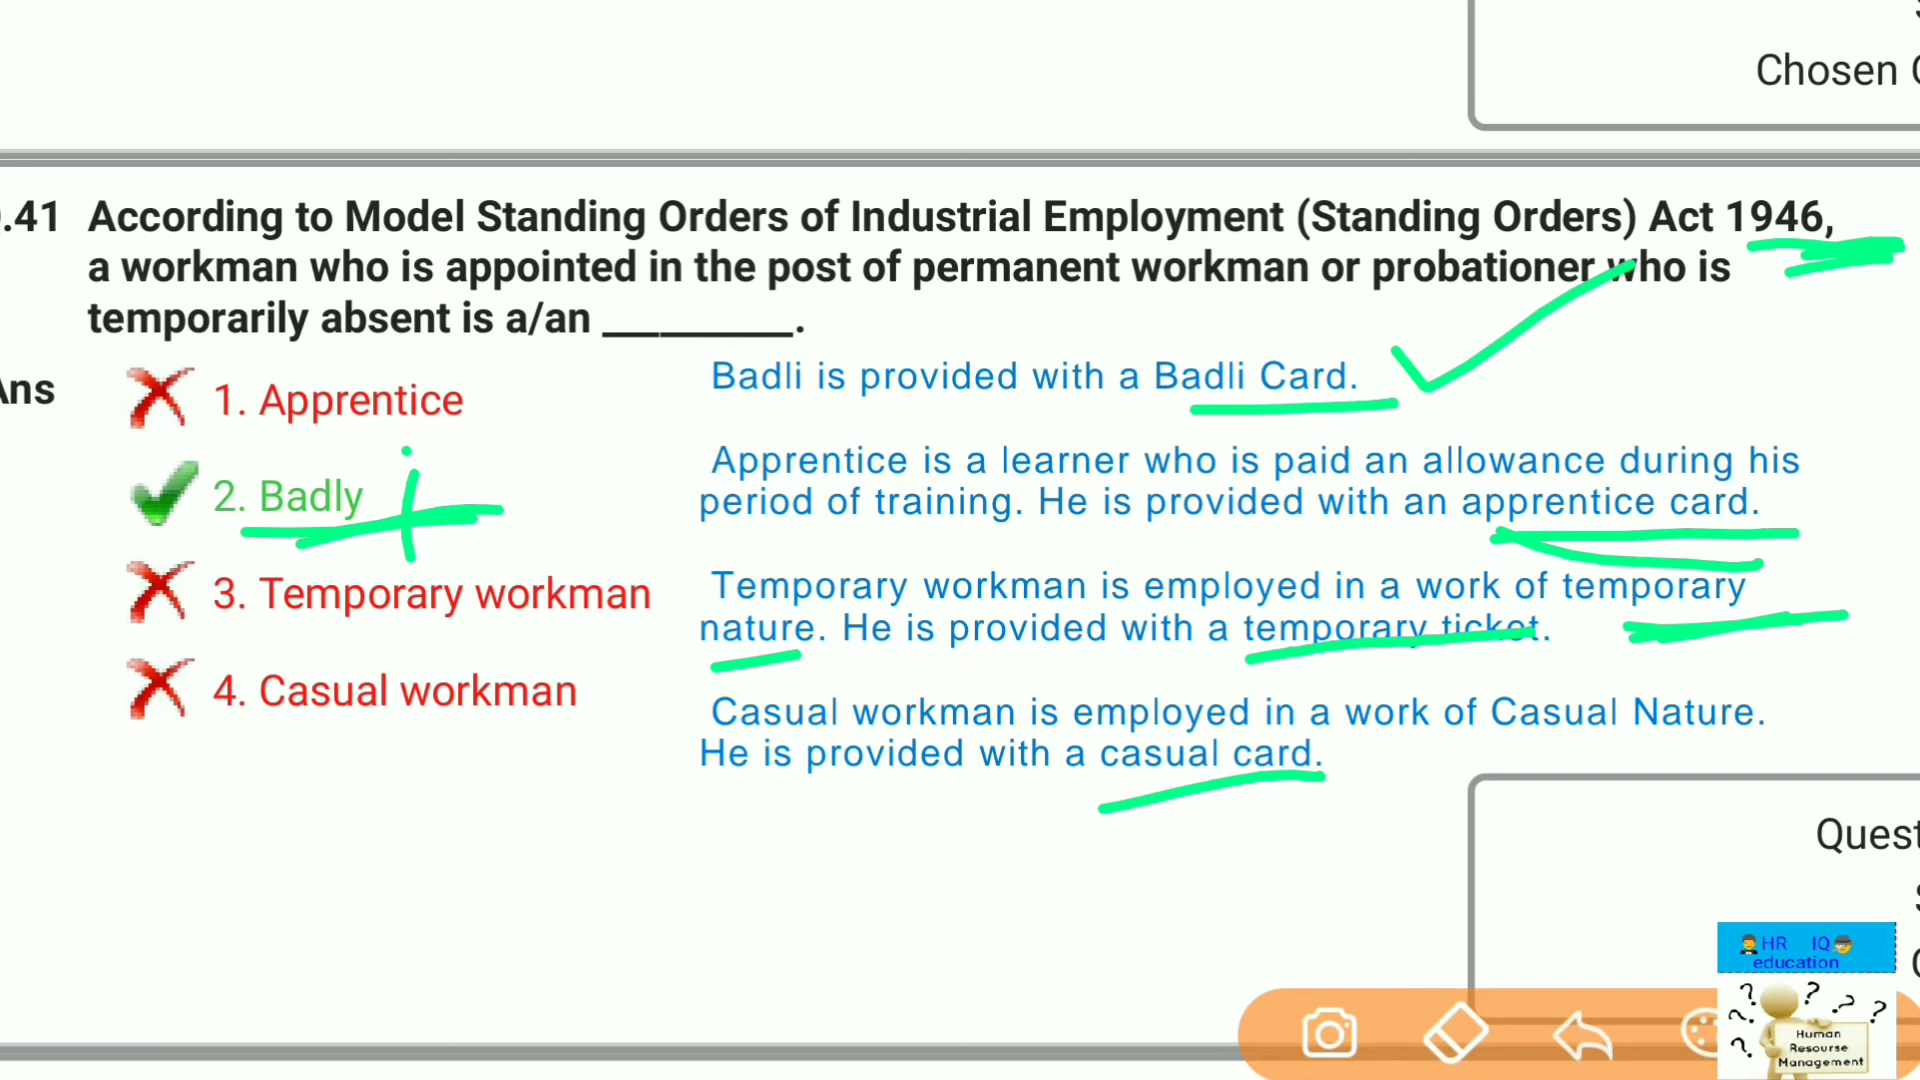 Chosen
.41 According to Model Standing Orders of Industrial Employment (Standing Orders) Act 1946,
a workman who is appointed in the post of permanent workman or probationer who is
temporarily absent is a/an _________.
Ans
1. Apprentice
2. Badly i
3. Temporary workman
4. Casual workman
Badli is provided with a Badli Card.
Apprentice is a learner who is paid an allowance during his
period of training. He is provided with an apprentice card.
Temporary workman is employed in a work of temporary
nature. He is provided with a temporary ticket.
Casual workman is employed in a work of Casual Nature.
He is provided with a casual card.
Quest
HR IQ
education
Human
Resourse
Management